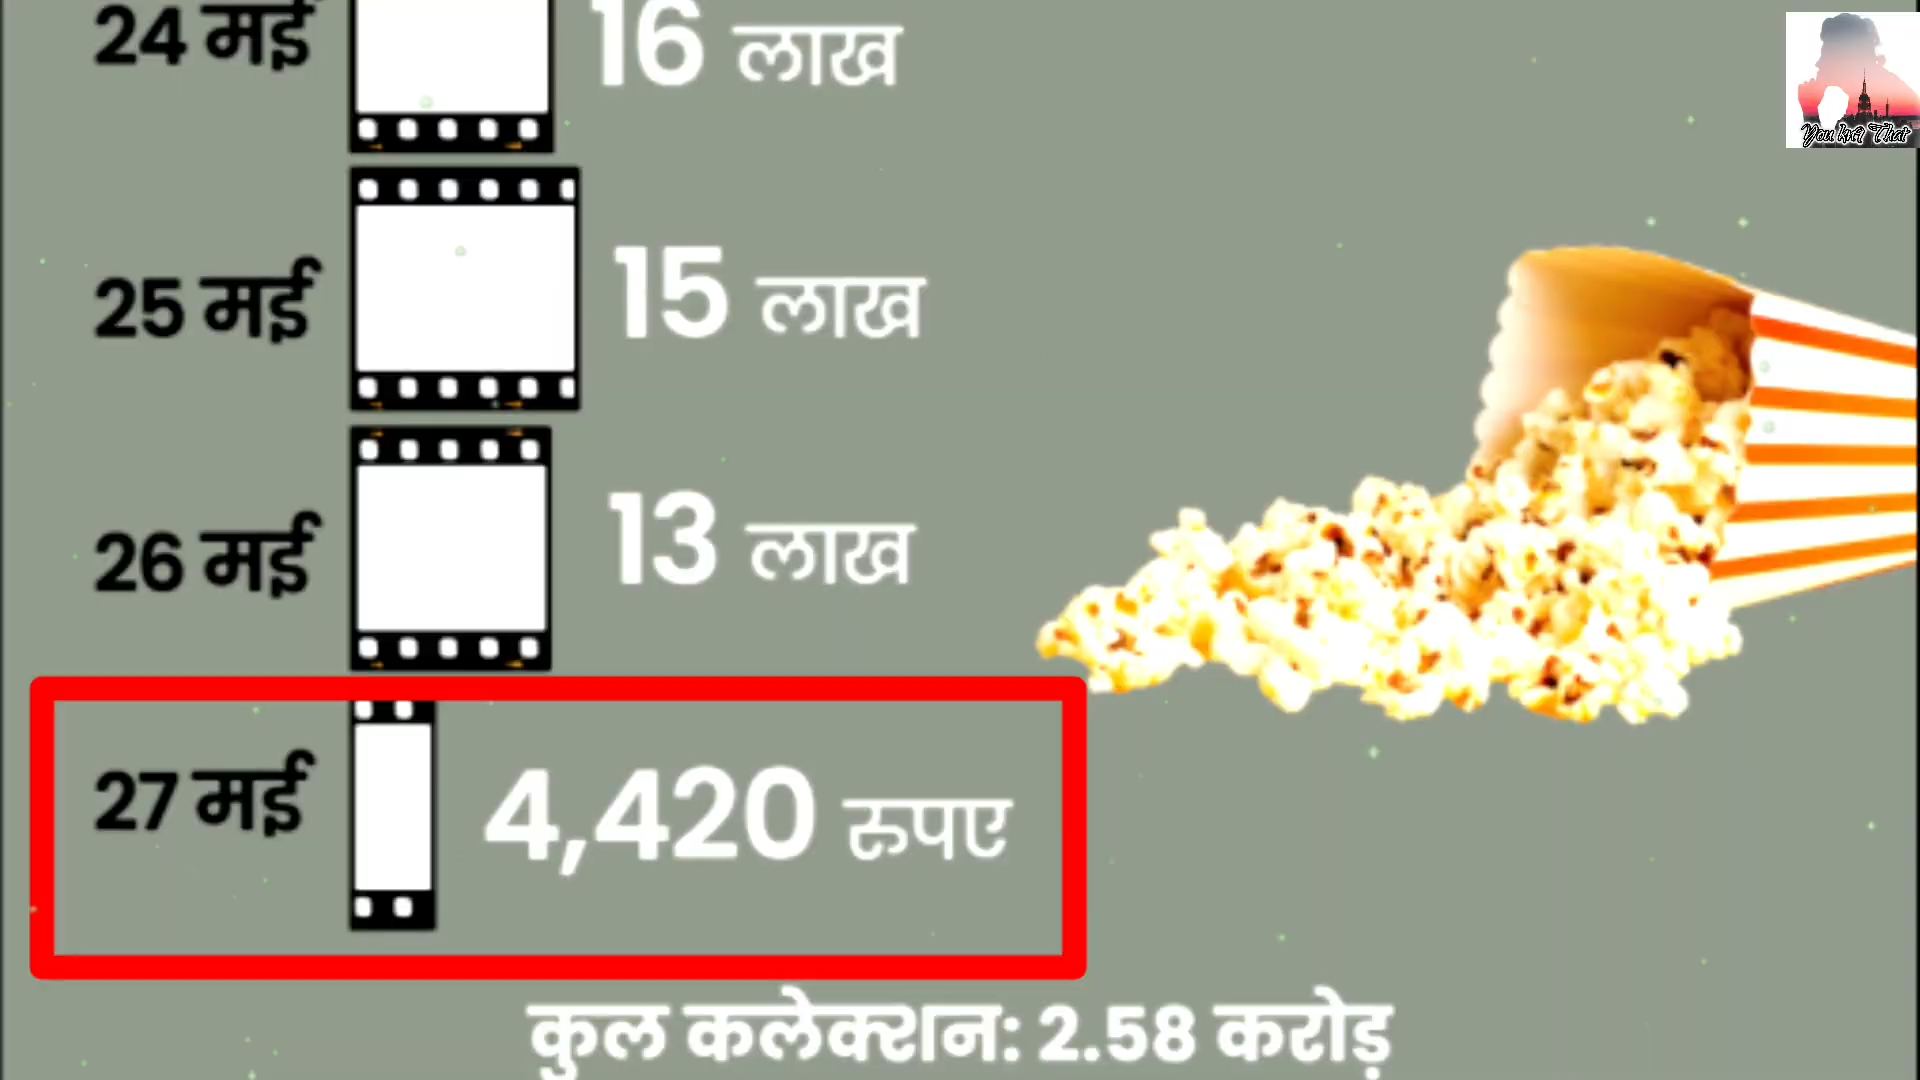 24 मई 16 लाख
25 मई 15 लाख
26 मई 13 लाख
27 मई 4,420 रुपए
कुल कलेक्शन: 2.58 करोड़